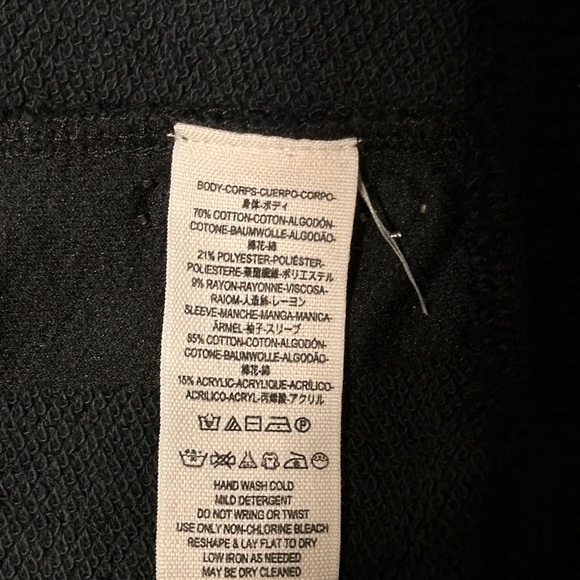 BODY-CORPS-CUERPO-CORPO-
身体-ボディ
70% COTTON-COTON-ALGODÓN-
COTONE-BAUMWOLLE-ALGODÃO-
棉花-綿
21% POLYESTER-POLIÉSTER-
POLIESTERE-聚酯纖維-ポリエステル
9% RAYON-RAYONNE-VISCOSA-
RAIOM-人造絲-レーヨン
SLEEVE-MANCHE-MANGA-MANICA-
ÄRMEL-袖子-スリーブ
85% COTTON-COTON-ALGODÓN-
COTONE-BAUMWOLLE-ALGODÃO-
棉花-綿
15% ACRYLIC-ACRYLIQUE-ACRÍLICO-
ACRILICO-ACRYL-丙烯酸-アクリル
HAND WASH COLD
MILD DETERGENT
DO NOT WRING OR TWIST
USE ONLY NON-CHLORINE BLEACH
RESHAPE & LAY FLAT TO DRY
LOW IRON AS NEEDED
MAY BE DRY CLEANED